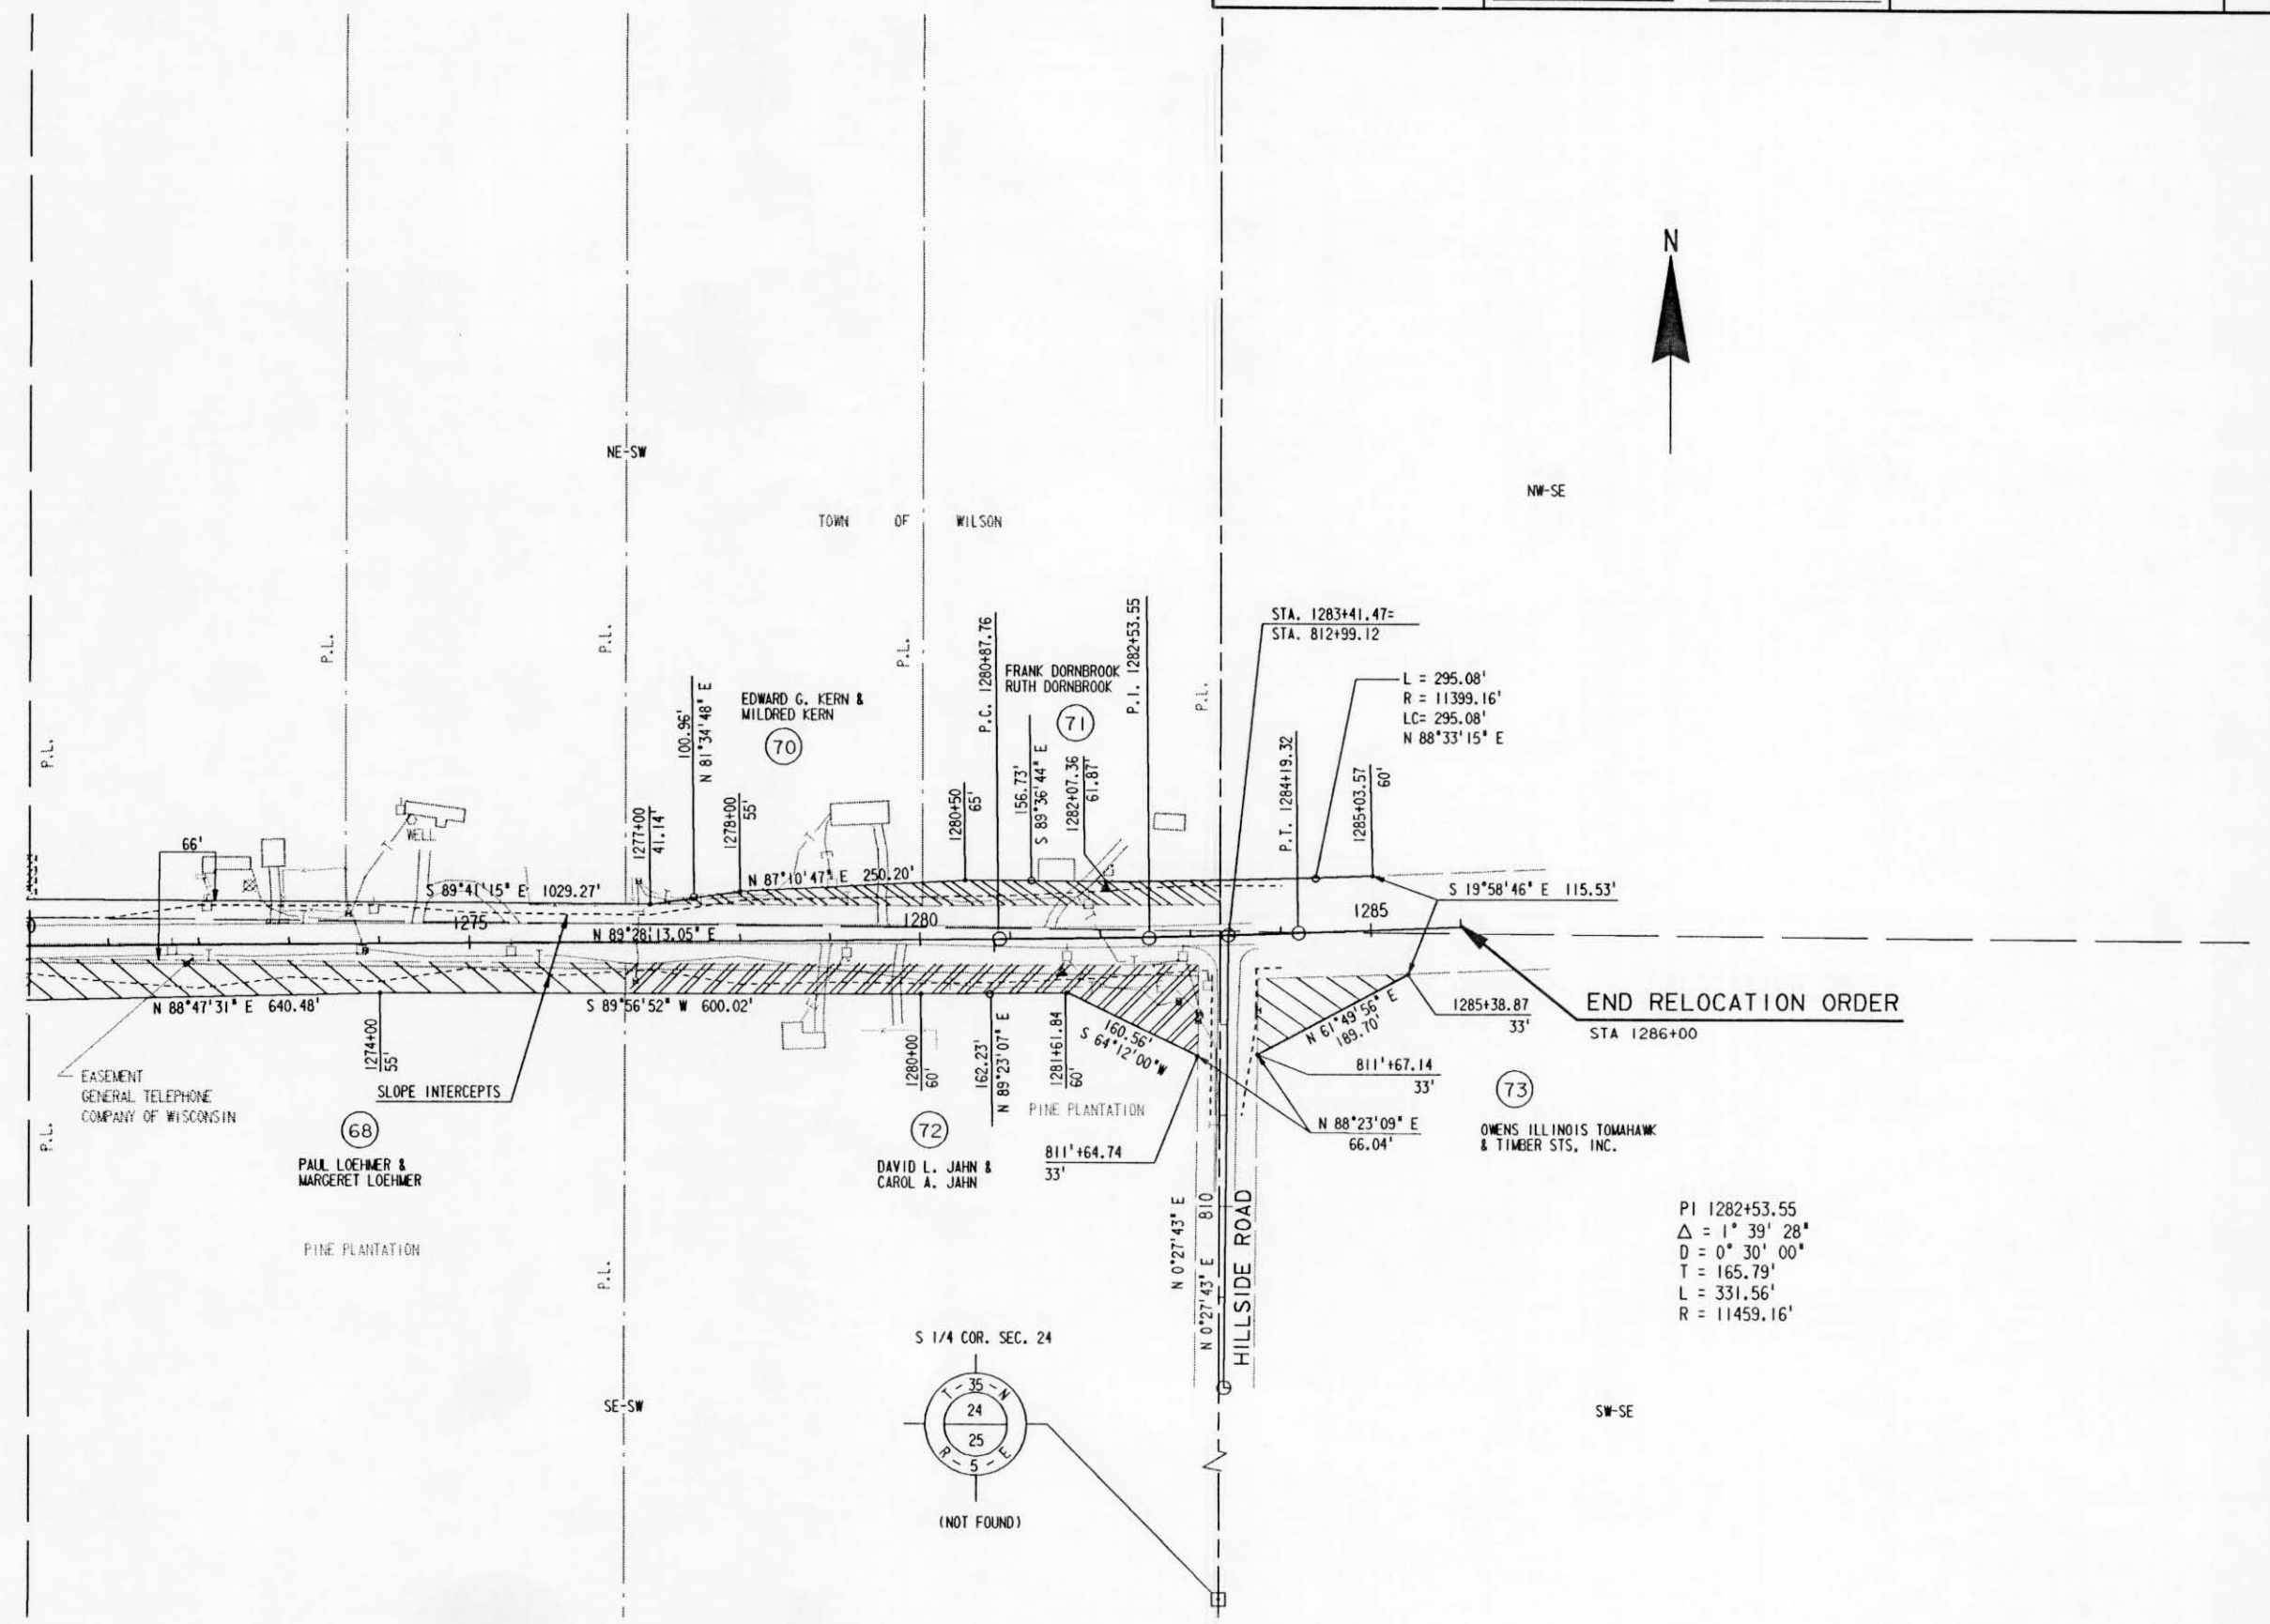 N
NE-SW
NW-SE
TOWN OF WILSON
P.L.
P.L.
P.L.
P.L.
P.L.
STA. 1283+41.47=
STA. 812+99.12
L = 295.08'
R = 11399.16'
LC= 295.08'
N 88°33'15" E
FRANK DORNBROOK
RUTH DORNBROOK
71
EDWARD G. KERN &
MILDRED KERN
70
100.96'
N 81°34'48" E
P.C. 1280+87.76
P.I. 1282+53.55
156.73'
S 89°36'44" E
1282+07.36
61.87'
P.T. 1284+19.32
1285+03.57
60'
1277+00
41.14'
1278+00
55'
1280+50
65'
66'
WELL
S 89°41'15" E 1029.27'
N 87°10'47" E 250.20'
S 19°58'46" E 115.53'
1275
1280
1285
N 89°28'13.05" E
N 88°47'31" E 640.48'
S 89°56'52" W 600.02'
1274+00
55'
1280+00
60'
162.23'
N 89°23'07" E
1281+61.84
60'
160.56'
S 64°12'00"W
N 61°49'56" E
189.70'
1285+38.87
33'
END RELOCATION ORDER
STA 1286+00
811'+67.14
33'
EASEMENT
GENERAL TELEPHONE
COMPANY OF WISCONSIN
SLOPE INTERCEPTS
P.L.
68
PAUL LOEHMER &
MARGERET LOEHMER
PINE PLANTATION
72
DAVID L. JAHN &
CAROL A. JAHN
PINE PLANTATION
811'+64.74
33'
N 88°23'09" E
66.04'
73
OWENS ILLINOIS TOMAHAWK
& TIMBER STS, INC.
N 0°27'43" E
810
N 0°27'43" E
HILLSIDE ROAD
P.L.
PI 1282+53.55
Δ = 1° 39' 28"
D = 0° 30' 00"
T = 165.79'
L = 331.56'
R = 11459.16'
S 1/4 COR. SEC. 24
T-35-N
24
25
R-5-E
(NOT FOUND)
SE-SW
SW-SE